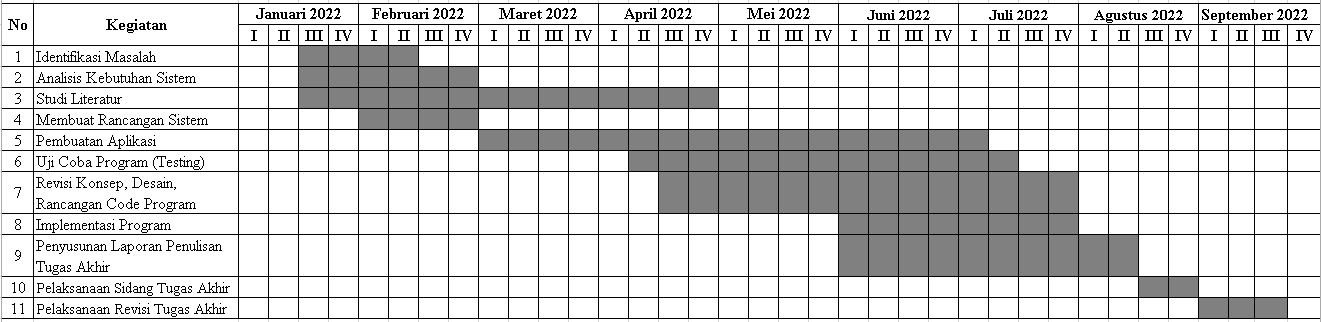 No Kegiatan Januari 2022 Februari 2022 Maret 2022 April 2022 Mei 2022 Juni 2022 Juli 2022 Agustus 2022 September 2022
I II III IV I II III IV I II III IV I II III IV I II III IV I II III IV I II III IV I II III IV I II III IV
1 Identifikasi Masalah
2 Analisis Kebutuhan Sistem
3 Studi Literatur
4 Membuat Rancangan Sistem
5 Pembuatan Aplikasi
6 Uji Coba Program (Testing)
7 Revisi Konsep, Desain,
Rancangan Code Program
8 Implementasi Program
9 Penyusunan Laporan Penulisan
Tugas Akhir
10 Pelaksanaan Sidang Tugas Akhir
11 Pelaksanaan Revisi Tugas Akhir